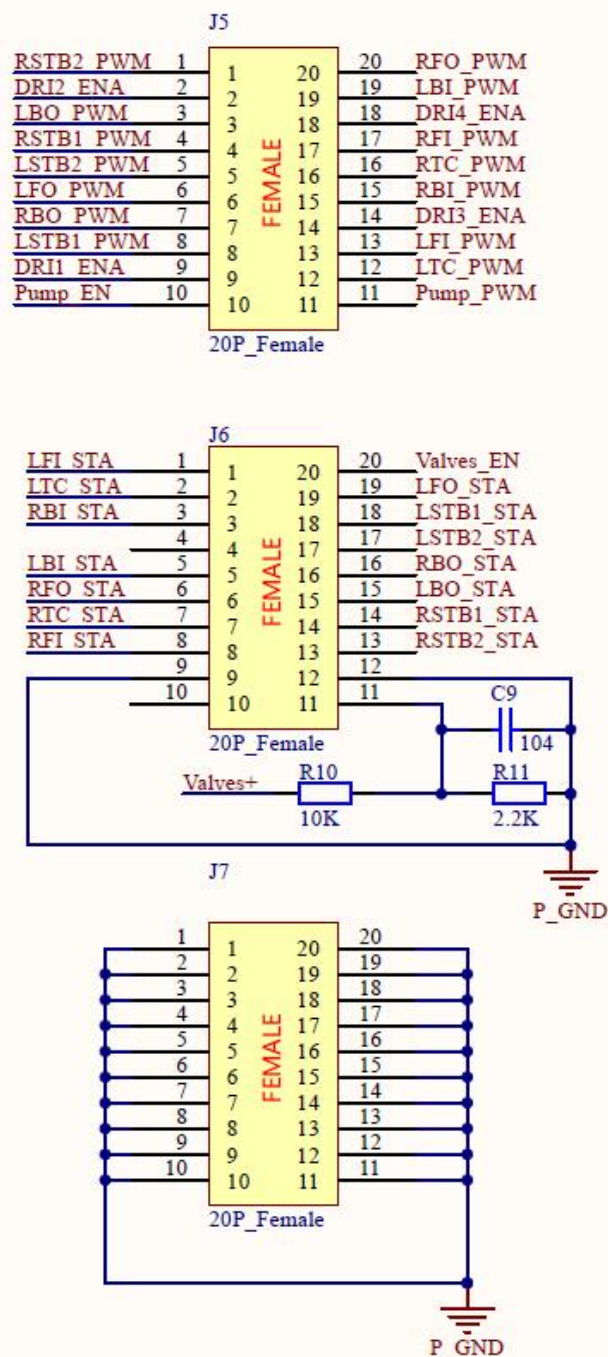 J5
RSTB2_PWM 1 1 20 20 RFO_PWM
DRI2_ENA 2 2 19 19 LBI_PWM
LBO_PWM 3 3 18 18 DRI4_ENA
RSTB1_PWM 4 4 17 17 RFI_PWM
LSTB2_PWM 5 5 16 16 RTC_PWM
LFO_PWM 6 6 15 15 RBI_PWM
RBO_PWM 7 7 14 14 DRI3_ENA
LSTB1_PWM 8 8 13 13 LFI_PWM
DRI1_ENA 9 9 12 12 LTC_PWM
Pump_EN 10 10 11 11 Pump_PWM
FEMALE
20P_Female
J6
LFI_STA 1 1 20 20 Valves_EN
LTC_STA 2 2 19 19 LFO_STA
RBI_STA 3 3 18 18 LSTB1_STA
4 4 17 17 LSTB2_STA
LBI_STA 5 5 16 16 RBO_STA
RFO_STA 6 6 15 15 LBO_STA
RTC_STA 7 7 14 14 RSTB1_STA
RFI_STA 8 8 13 13 RSTB2_STA
9 9 12 12
10 10 11 11
FEMALE
20P_Female
C9
104
Valves+
R10
10K
R11
2.2K
P_GND
J7
1 1 20 20
2 2 19 19
3 3 18 18
4 4 17 17
5 5 16 16
6 6 15 15
7 7 14 14
8 8 13 13
9 9 12 12
10 10 11 11
FEMALE
20P_Female
P_GND